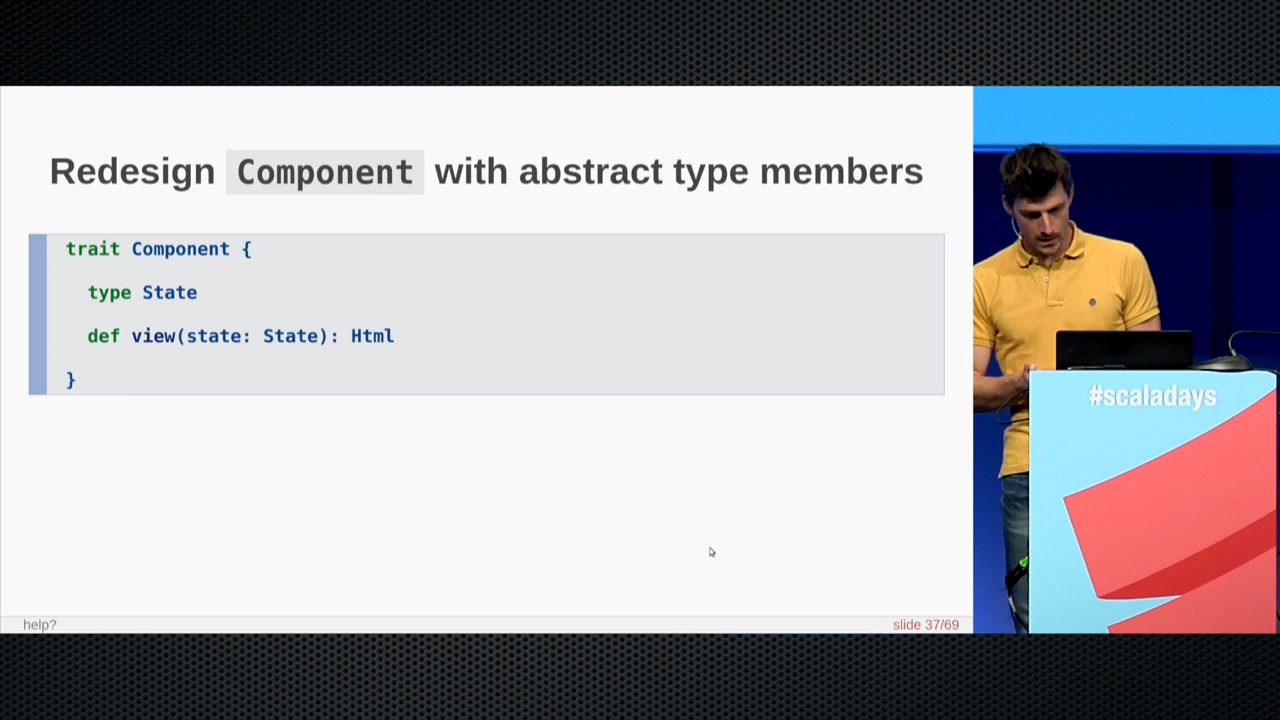 Redesign Component with abstract type members
trait Component {
type State
def view(state: State): Html
}
help?
slide 37/69
#scaladays